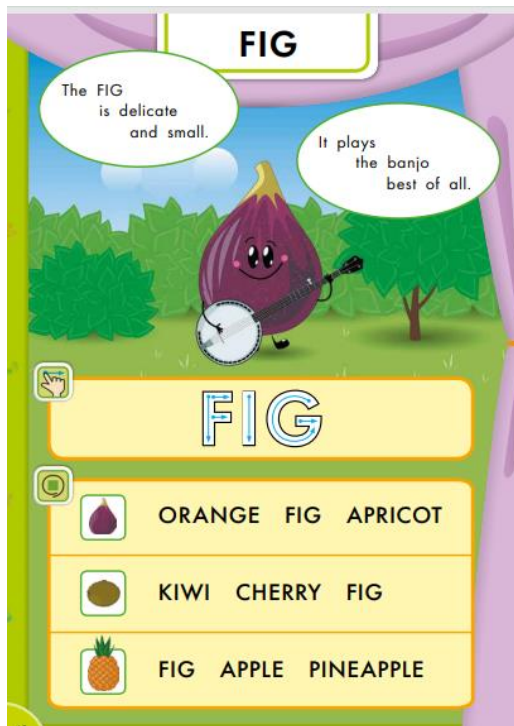 FIG
The FIG
is delicate
and small.
It plays
the banjo
best of all.
FIG
ORANGE FIG APRICOT
KIWI CHERRY FIG
FIG APPLE PINEAPPLE